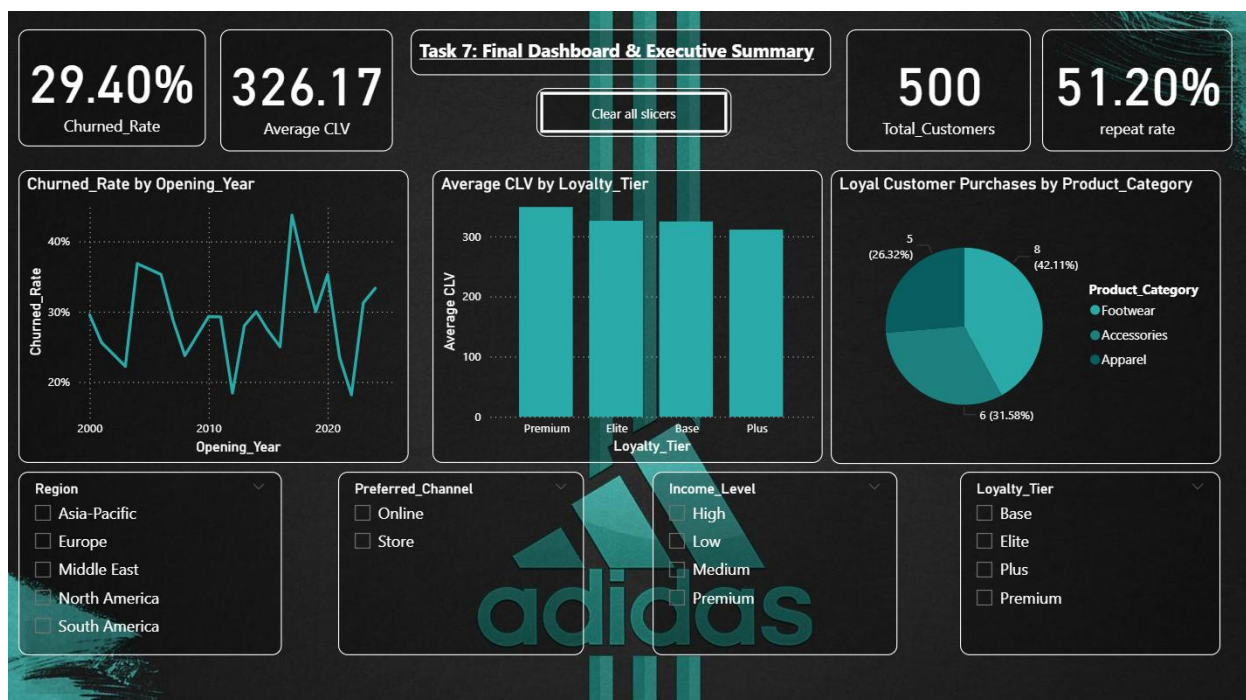 29.40%
Churned_Rate
326.17
Average CLV
Task 7: Final Dashboard & Executive Summary
Clear all slicers
500
Total_Customers
51.20%
repeat rate
Churned_Rate by Opening_Year
Churned_Rate
40%
30%
20%
2000
2010
2020
Opening_Year
Average CLV by Loyalty_Tier
Average CLV
300
200
100
0
Premium
Elite
Base
Plus
Loyalty_Tier
Loyal Customer Purchases by Product_Category
5
(26.32%)
8
(42.11%)
6 (31.58%)
Product_Category
Footwear
Accessories
Apparel
Region
Asia-Pacific
Europe
Middle East
North America
South America
Preferred_Channel
Online
Store
Income_Level
High
Low
Medium
Premium
Loyalty_Tier
Base
Elite
Plus
Premium
adidas